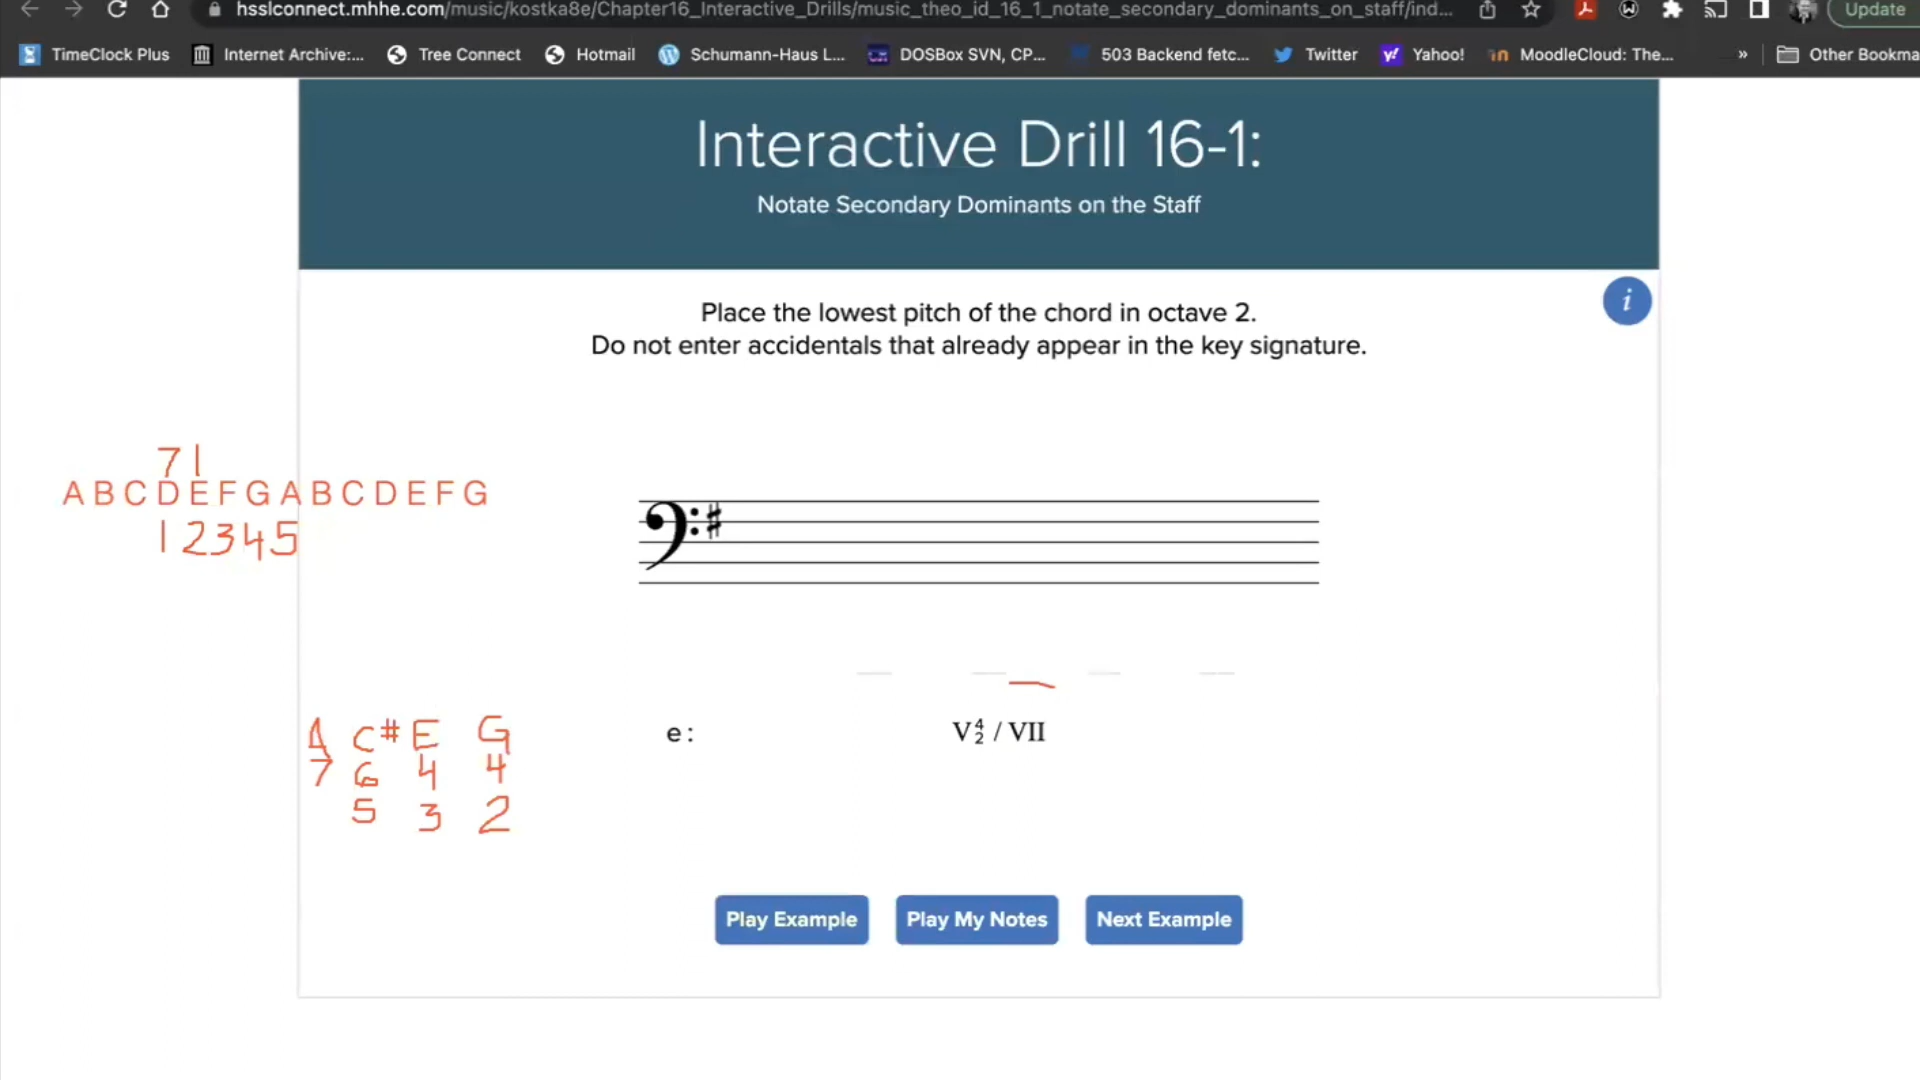 hsslconnect.mhhe.com/music/kostka8e/Chapter16_Interactive_Drills/music_theo_id_16_1_notate_secondary_dominants_on_staff/ind... Update
TimeClock Plus Internet Archive:... Tree Connect Hotmail Schumann-Haus L... DOSBox SVN, CP... 503 Backend fetc... Twitter Yahoo! MoodleCloud: The... » Other Bookma
Interactive Drill 16-1:
Notate Secondary Dominants on the Staff
i
Place the lowest pitch of the chord in octave 2.
Do not enter accidentals that already appear in the key signature.
7 1
A B C D E F G A B C D E F G
1 2 3 4 5
A C# E G
7 6 4 4
5 3 2
e: V4/2 / VII
Play Example Play My Notes Next Example